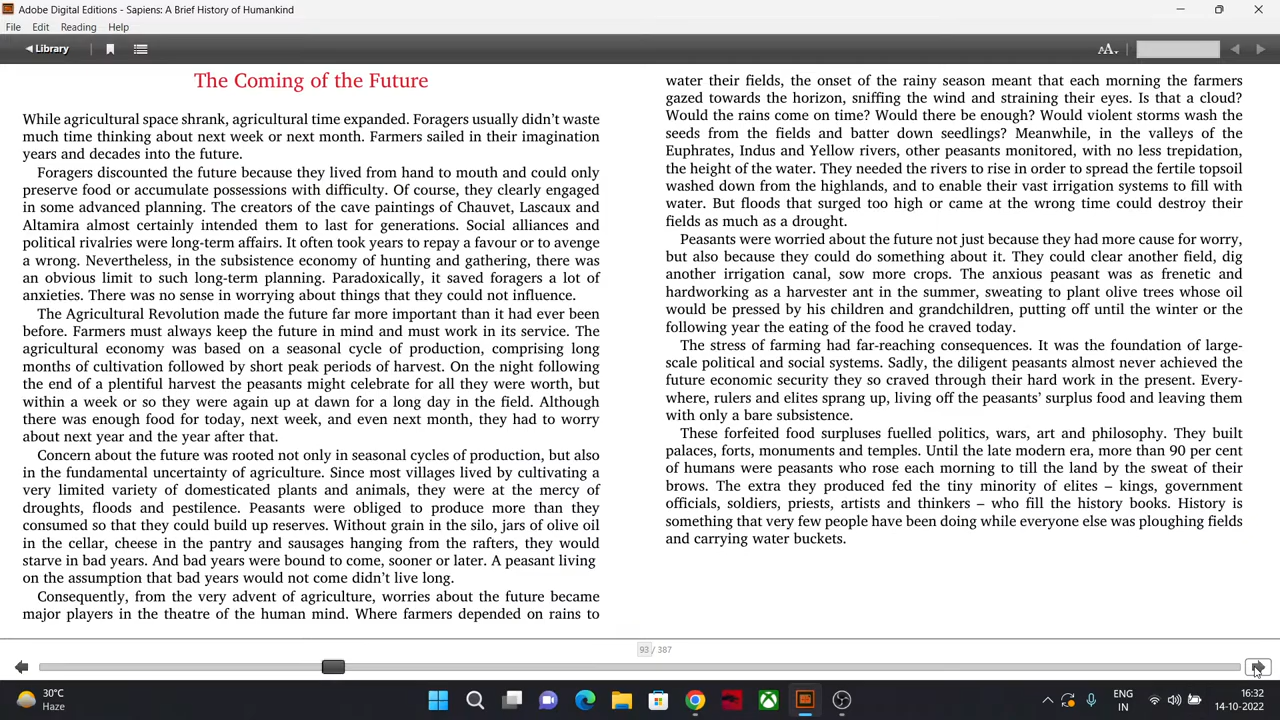 Adobe Digital Editions - Sapiens: A Brief History of Humankind
File Edit Reading Help
Library
AA
The Coming of the Future
While agricultural space shrank, agricultural time expanded. Foragers usually didn’t waste
much time thinking about next week or next month. Farmers sailed in their imagination
years and decades into the future.
Foragers discounted the future because they lived from hand to mouth and could only
preserve food or accumulate possessions with difficulty. Of course, they clearly engaged
in some advanced planning. The creators of the cave paintings of Chauvet, Lascaux and
Altamira almost certainly intended them to last for generations. Social alliances and
political rivalries were long-term affairs. It often took years to repay a favour or to avenge
a wrong. Nevertheless, in the subsistence economy of hunting and gathering, there was
an obvious limit to such long-term planning. Paradoxically, it saved foragers a lot of
anxieties. There was no sense in worrying about things that they could not influence.
The Agricultural Revolution made the future far more important than it had ever been
before. Farmers must always keep the future in mind and must work in its service. The
agricultural economy was based on a seasonal cycle of production, comprising long
months of cultivation followed by short peak periods of harvest. On the night following
the end of a plentiful harvest the peasants might celebrate for all they were worth, but
within a week or so they were again up at dawn for a long day in the field. Although
there was enough food for today, next week, and even next month, they had to worry
about next year and the year after that.
Concern about the future was rooted not only in seasonal cycles of production, but also
in the fundamental uncertainty of agriculture. Since most villages lived by cultivating a
very limited variety of domesticated plants and animals, they were at the mercy of
droughts, floods and pestilence. Peasants were obliged to produce more than they
consumed so that they could build up reserves. Without grain in the silo, jars of olive oil
in the cellar, cheese in the pantry and sausages hanging from the rafters, they would
starve in bad years. And bad years were bound to come, sooner or later. A peasant living
on the assumption that bad years would not come didn’t live long.
Consequently, from the very advent of agriculture, worries about the future became
major players in the theatre of the human mind. Where farmers depended on rains to
water their fields, the onset of the rainy season meant that each morning the farmers
gazed towards the horizon, sniffing the wind and straining their eyes. Is that a cloud?
Would the rains come on time? Would there be enough? Would violent storms wash the
seeds from the fields and batter down seedlings? Meanwhile, in the valleys of the
Euphrates, Indus and Yellow rivers, other peasants monitored, with no less trepidation,
the height of the water. They needed the rivers to rise in order to spread the fertile topsoil
washed down from the highlands, and to enable their vast irrigation systems to fill with
water. But floods that surged too high or came at the wrong time could destroy their
fields as much as a drought.
Peasants were worried about the future not just because they had more cause for worry,
but also because they could do something about it. They could clear another field, dig
another irrigation canal, sow more crops. The anxious peasant was as frenetic and
hardworking as a harvester ant in the summer, sweating to plant olive trees whose oil
would be pressed by his children and grandchildren, putting off until the winter or the
following year the eating of the food he craved today.
The stress of farming had far-reaching consequences. It was the foundation of large-
scale political and social systems. Sadly, the diligent peasants almost never achieved the
future economic security they so craved through their hard work in the present. Every-
where, rulers and elites sprang up, living off the peasants’ surplus food and leaving them
with only a bare subsistence.
These forfeited food surpluses fuelled politics, wars, art and philosophy. They built
palaces, forts, monuments and temples. Until the late modern era, more than 90 per cent
of humans were peasants who rose each morning to till the land by the sweat of their
brows. The extra they produced fed the tiny minority of elites – kings, government
officials, soldiers, priests, artists and thinkers – who fill the history books. History is
something that very few people have been doing while everyone else was ploughing fields
and carrying water buckets.
93 / 387
30°C
Haze
ENG
IN
16:32
14-10-2022